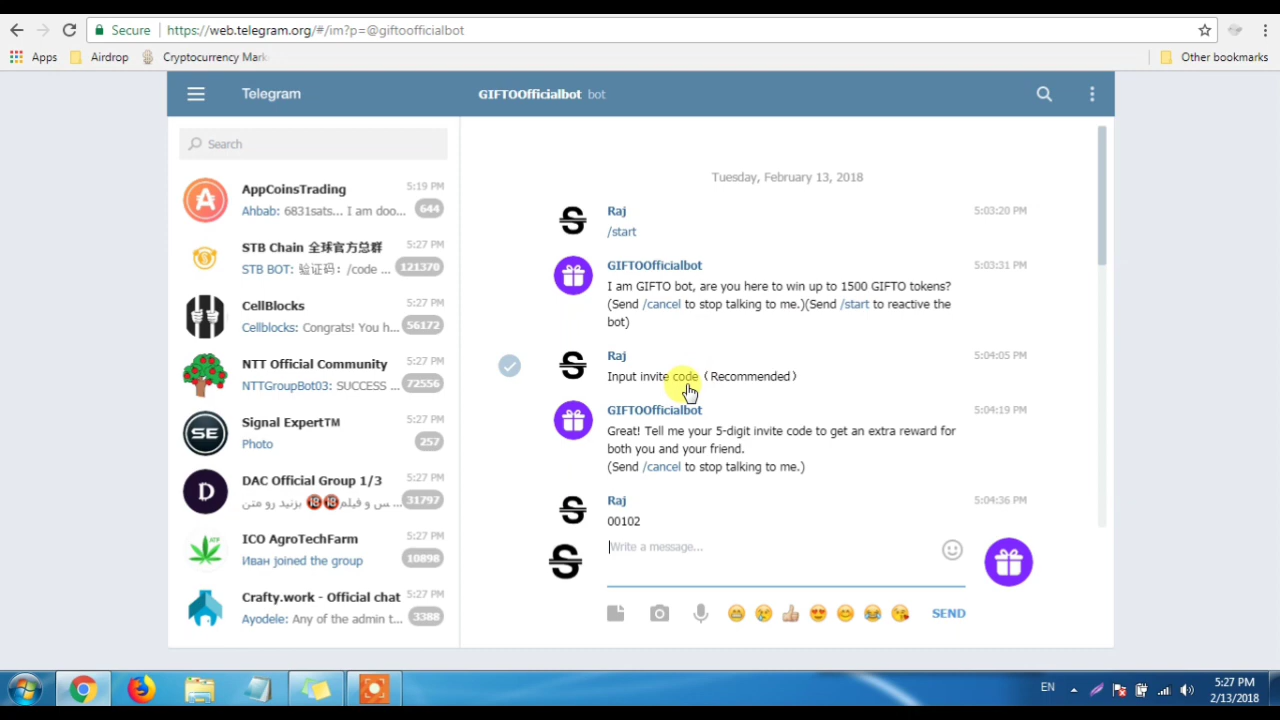 Secure https://web.telegram.org/#/im?p=@giftoofficialbot
Apps Airdrop Cryptocurrency Mark Other bookmarks
Telegram
GIFTOOfficialbot bot
Search
AppCoinsTrading 5:19 PM
Ahbab: 6831sats... I am doo... 644
STB Chain 全球官方总群 5:27 PM
STB BOT: 验证码: /code ... 121370
CellBlocks 5:27 PM
Cellblocks: Congrats! You h... 56172
NTT Official Community 5:27 PM
NTTGroupBot03: SUCCESS ... 72556
Signal Expert™ 5:27 PM
Photo 257
DAC Official Group 1/3 5:27 PM
س و فیلم🔞🔞بزنید رو متن... 31797
ICO AgroTechFarm 5:27 PM
Иван joined the group 10898
Crafty.work - Official chat 5:27 PM
Ayodele: Any of the admin t... 3388
Tuesday, February 13, 2018
Raj 5:03:20 PM
/start
GIFTOOfficialbot 5:03:31 PM
I am GIFTO bot, are you here to win up to 1500 GIFTO tokens?
(Send /cancel to stop talking to me.)(Send /start to reactive the
bot)
Raj 5:04:05 PM
Input invite code（Recommended）
GIFTOOfficialbot 5:04:19 PM
Great! Tell me your 5-digit invite code to get an extra reward for
both you and your friend.
(Send /cancel to stop talking to me.)
Raj 5:04:36 PM
00102
Write a message...
SEND
EN
5:27 PM
2/13/2018